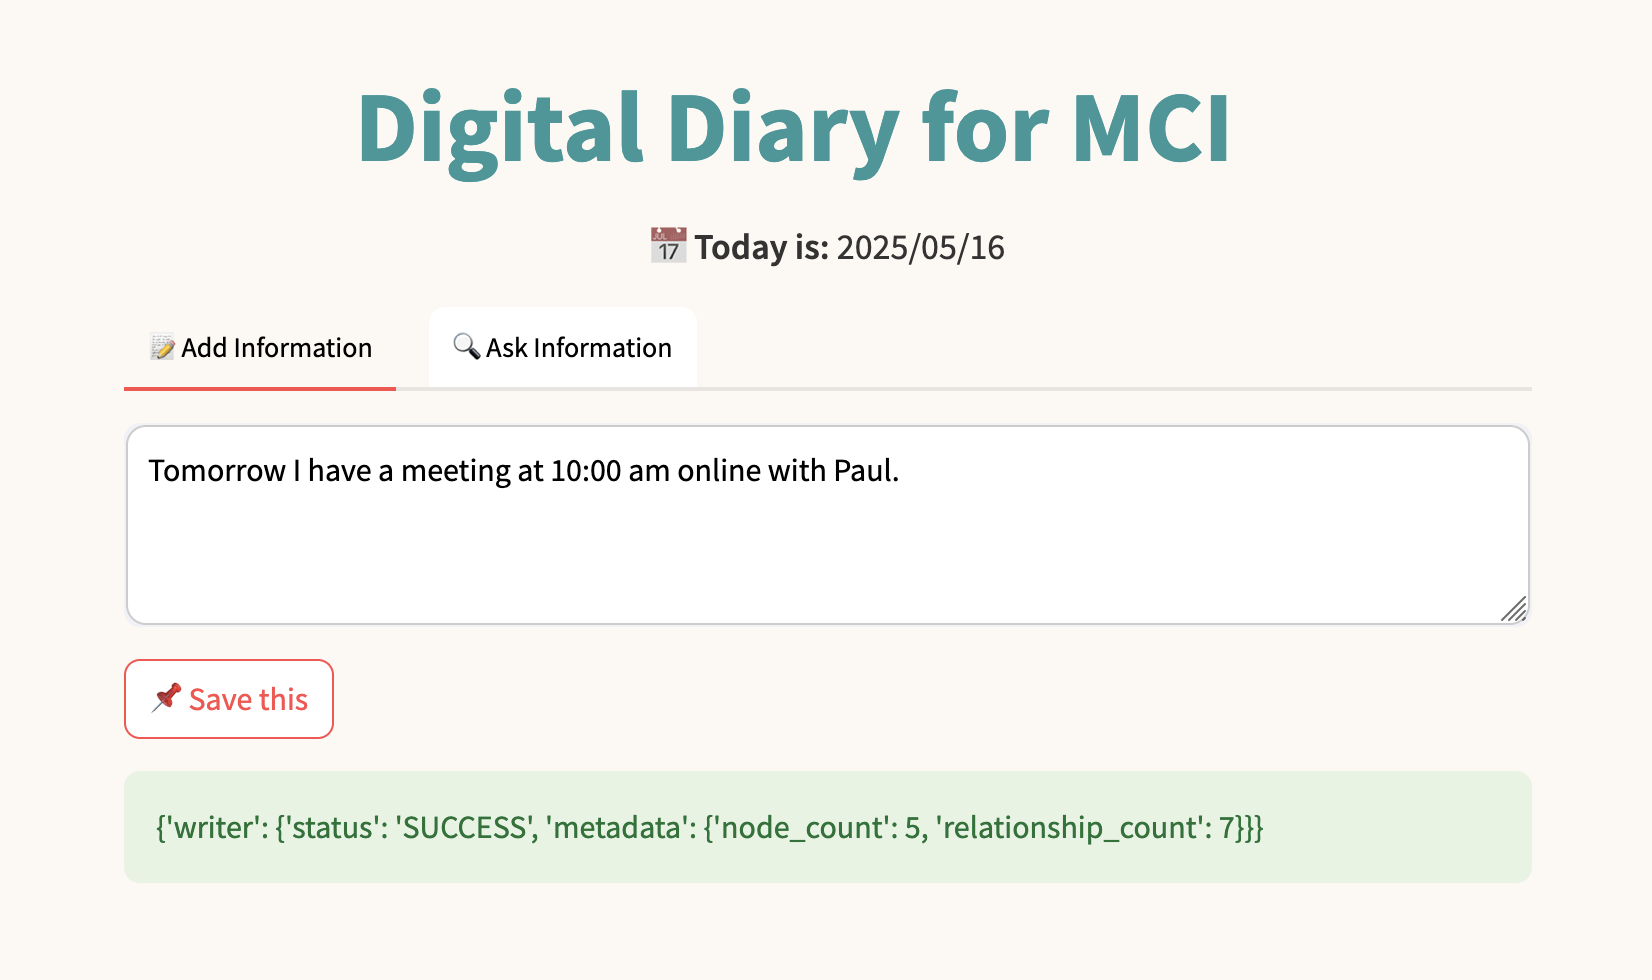 Digital Diary for MCI
JUL
17
Today is: 2025/05/16
Add Information
Ask Information
Tomorrow I have a meeting at 10:00 am online with Paul.
Save this
{'writer': {'status': 'SUCCESS', 'metadata': {'node_count': 5, 'relationship_count': 7}}}